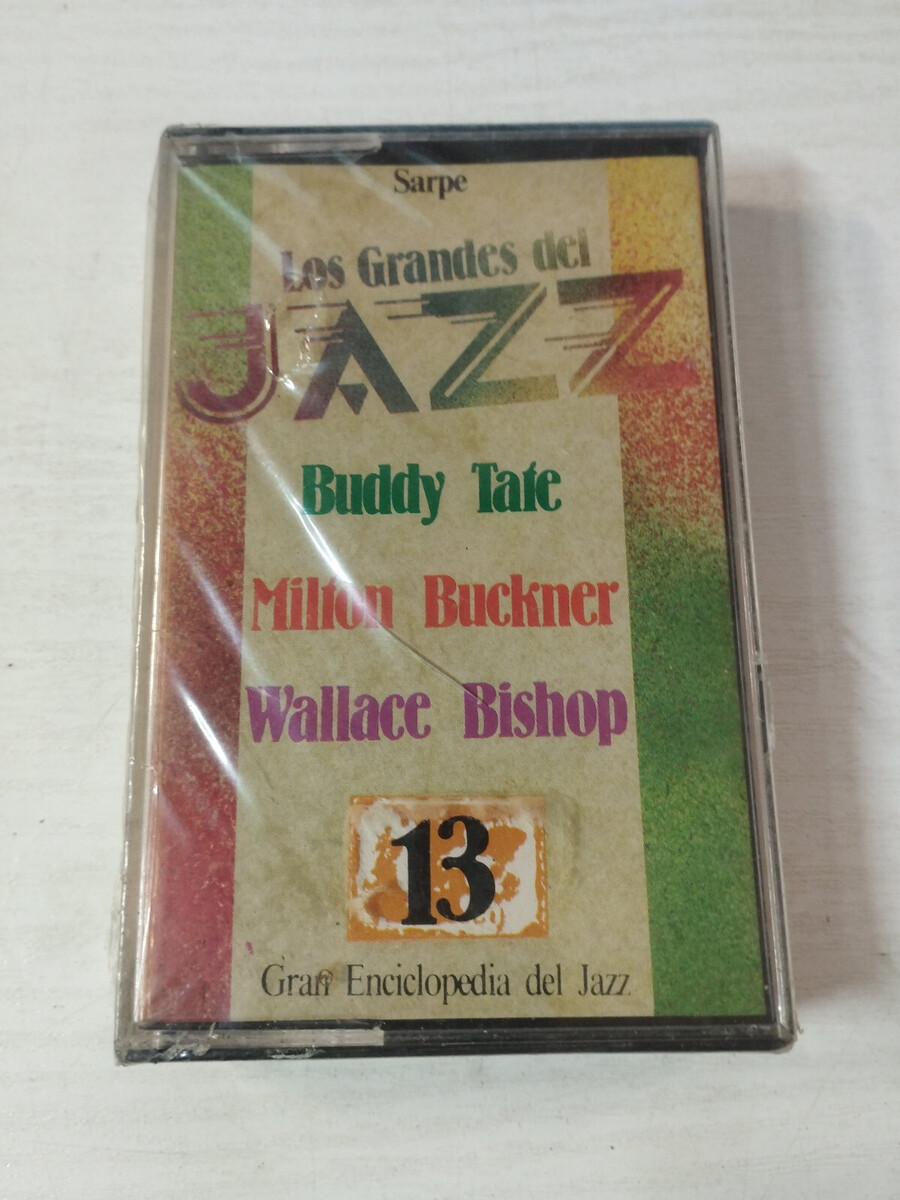 Sarpe
Los Grandes del
JAZZ
Buddy Tate
Milton Buckner
Wallace Bishop
13
Gran Enciclopedia del Jazz